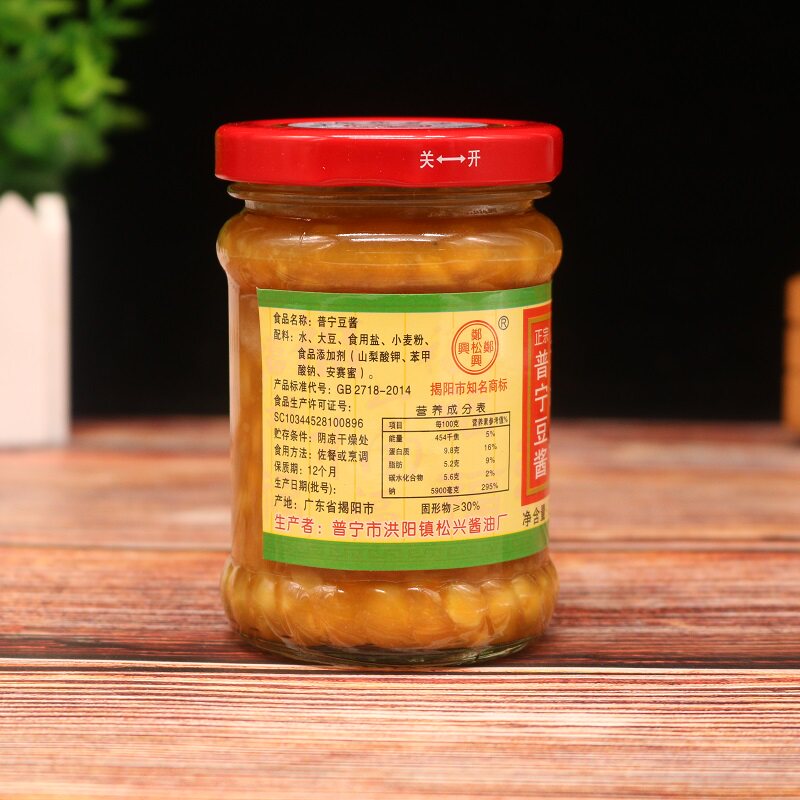 关⟷开
食品名称：普宁豆酱
配料：水、大豆、食用盐、小麦粉、
食品添加剂（山梨酸钾、苯甲
酸钠、安赛蜜）。
产品标准代号：GB 2718-2014
食品生产许可证号：
SC10344528100896
贮存条件：阴凉干燥处
食用方法：佐餐或烹调
保质期：12个月
生产日期(批号)：
产地：广东省揭阳市
生产者：普宁市洪阳镇松兴酱油厂
鄭
興松鄭
興
®
揭阳市知名商标
营养成分表
项目 每100克 营养素参考值%
能量 454千焦 5%
蛋白质 9.8克 16%
脂肪 5.2克 9%
碳水化合物 5.6克 2%
钠 5900毫克 295%
固形物≥30%
正宗
普宁豆酱
净含量